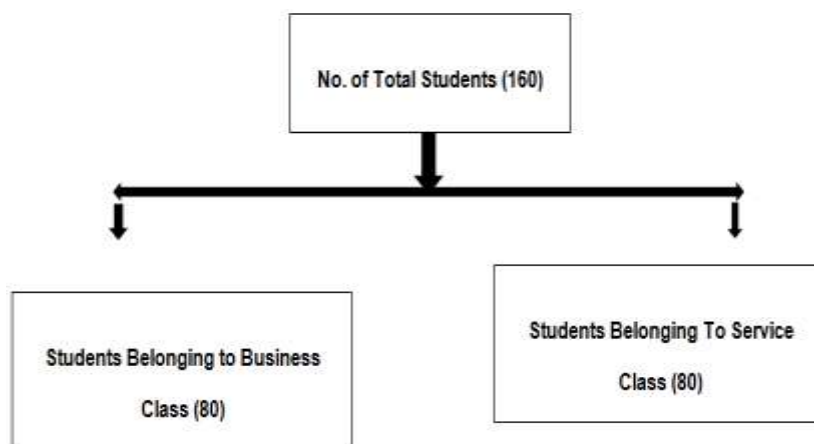 No. of Total Students (160)
Students Belonging to Business
Class (80)
Students Belonging To Service
Class (80)